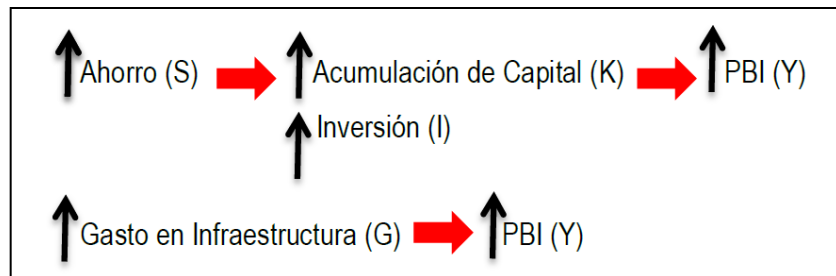 Ahorro (S) Acumulación de Capital (K) PBI (Y)
Inversión (I)
Gasto en Infraestructura (G) PBI (Y)